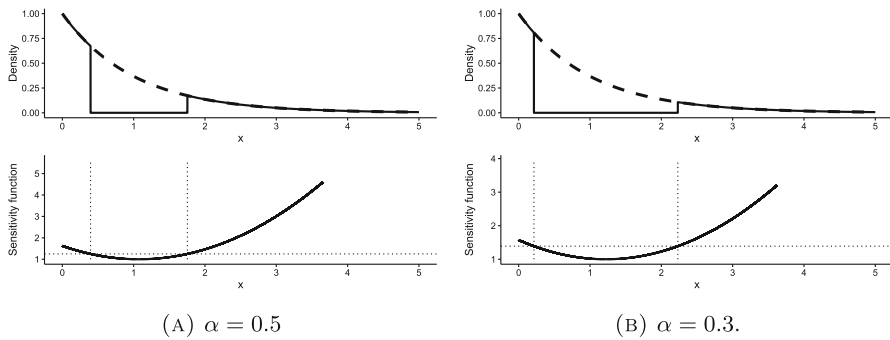 1.00
0.75
0.50
0.25
0.00
Density
0 1 2 3 4 5
x
5
4
3
2
1
Sensitivity function
0 1 2 3 4 5
x
(A) α = 0.5
1.00
0.75
0.50
0.25
0.00
Density
0 1 2 3 4 5
x
4
3
2
1
Sensitivity function
0 1 2 3 4 5
x
(B) α = 0.3.